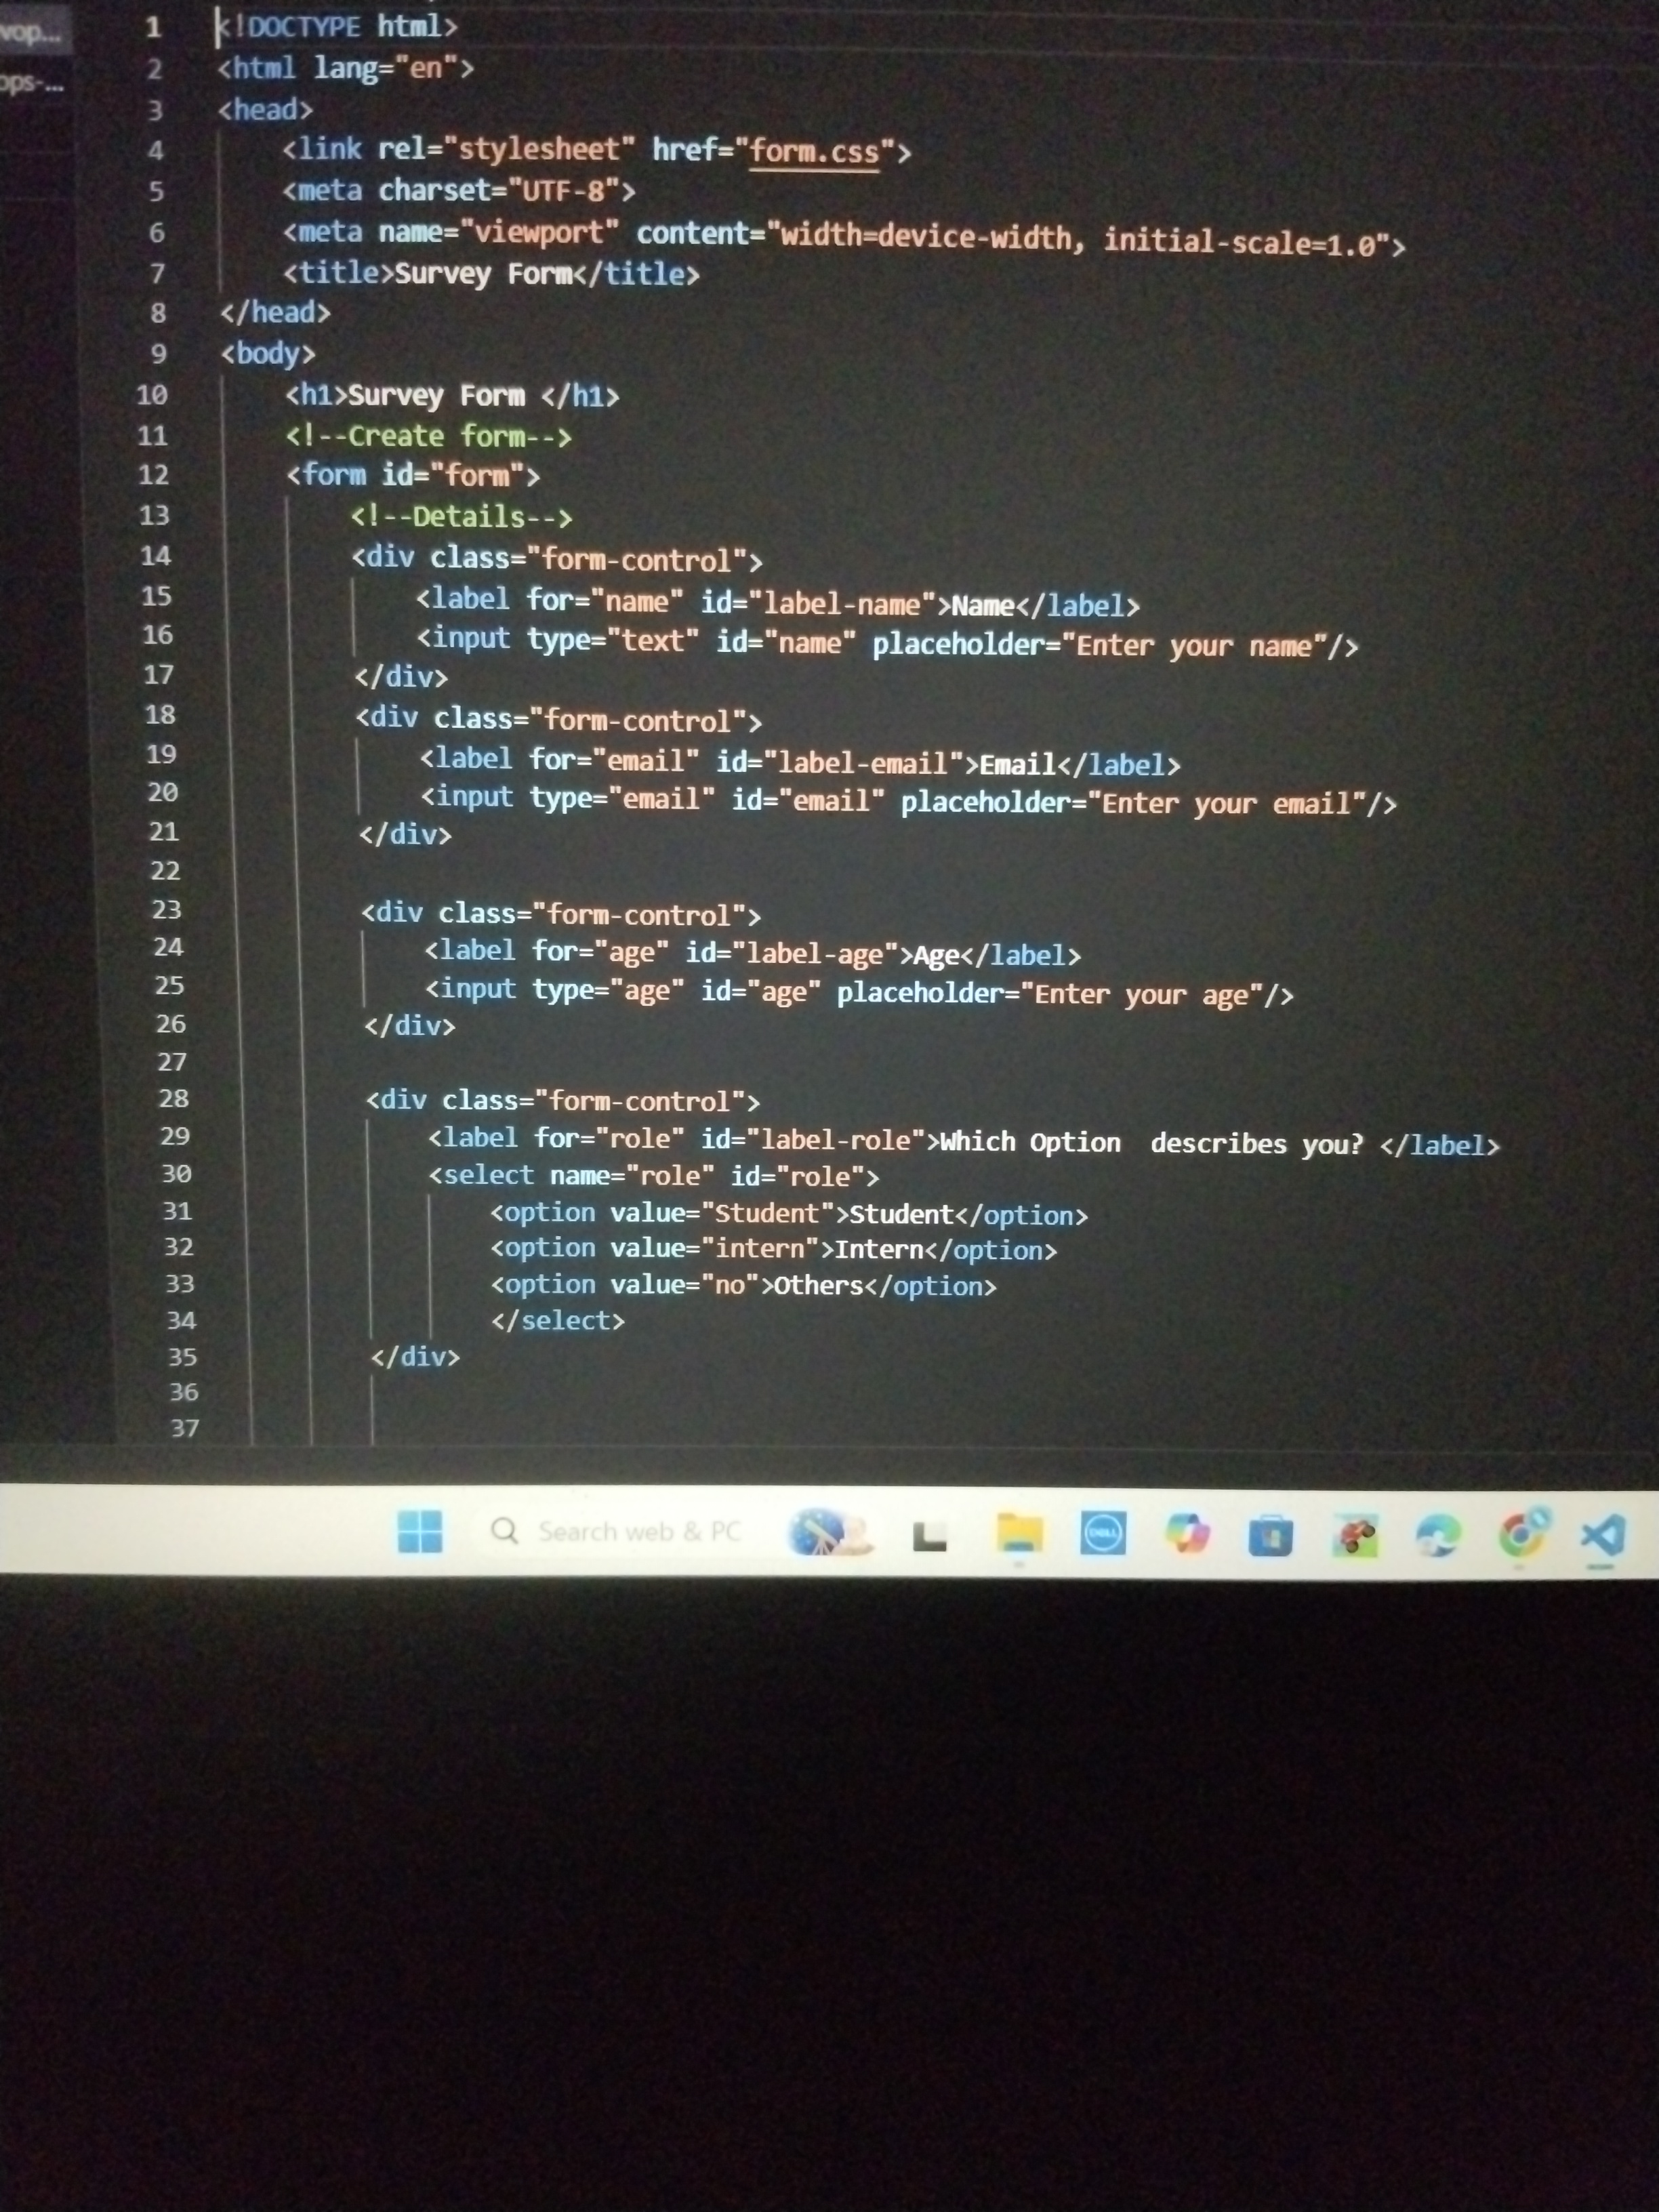 vop...
ops-...
1 <!DOCTYPE html>
2 <html lang="en">
3 <head>
4 <link rel="stylesheet" href="form.css">
5 <meta charset="UTF-8">
6 <meta name="viewport" content="width=device-width, initial-scale=1.0">
7 <title>Survey Form</title>
8 </head>
9 <body>
10 <h1>Survey Form </h1>
11 <!--Create form-->
12 <form id="form">
13 <!--Details-->
14 <div class="form-control">
15 <label for="name" id="label-name">Name</label>
16 <input type="text" id="name" placeholder="Enter your name"/>
17 </div>
18 <div class="form-control">
19 <label for="email" id="label-email">Email</label>
20 <input type="email" id="email" placeholder="Enter your email"/>
21 </div>
22
23 <div class="form-control">
24 <label for="age" id="label-age">Age</label>
25 <input type="age" id="age" placeholder="Enter your age"/>
26 </div>
27
28 <div class="form-control">
29 <label for="role" id="label-role">Which Option  describes you? </label>
30 <select name="role" id="role">
31 <option value="Student">Student</option>
32 <option value="intern">Intern</option>
33 <option value="no">Others</option>
34 </select>
35 </div>
36
37
Search web & PC
DELL